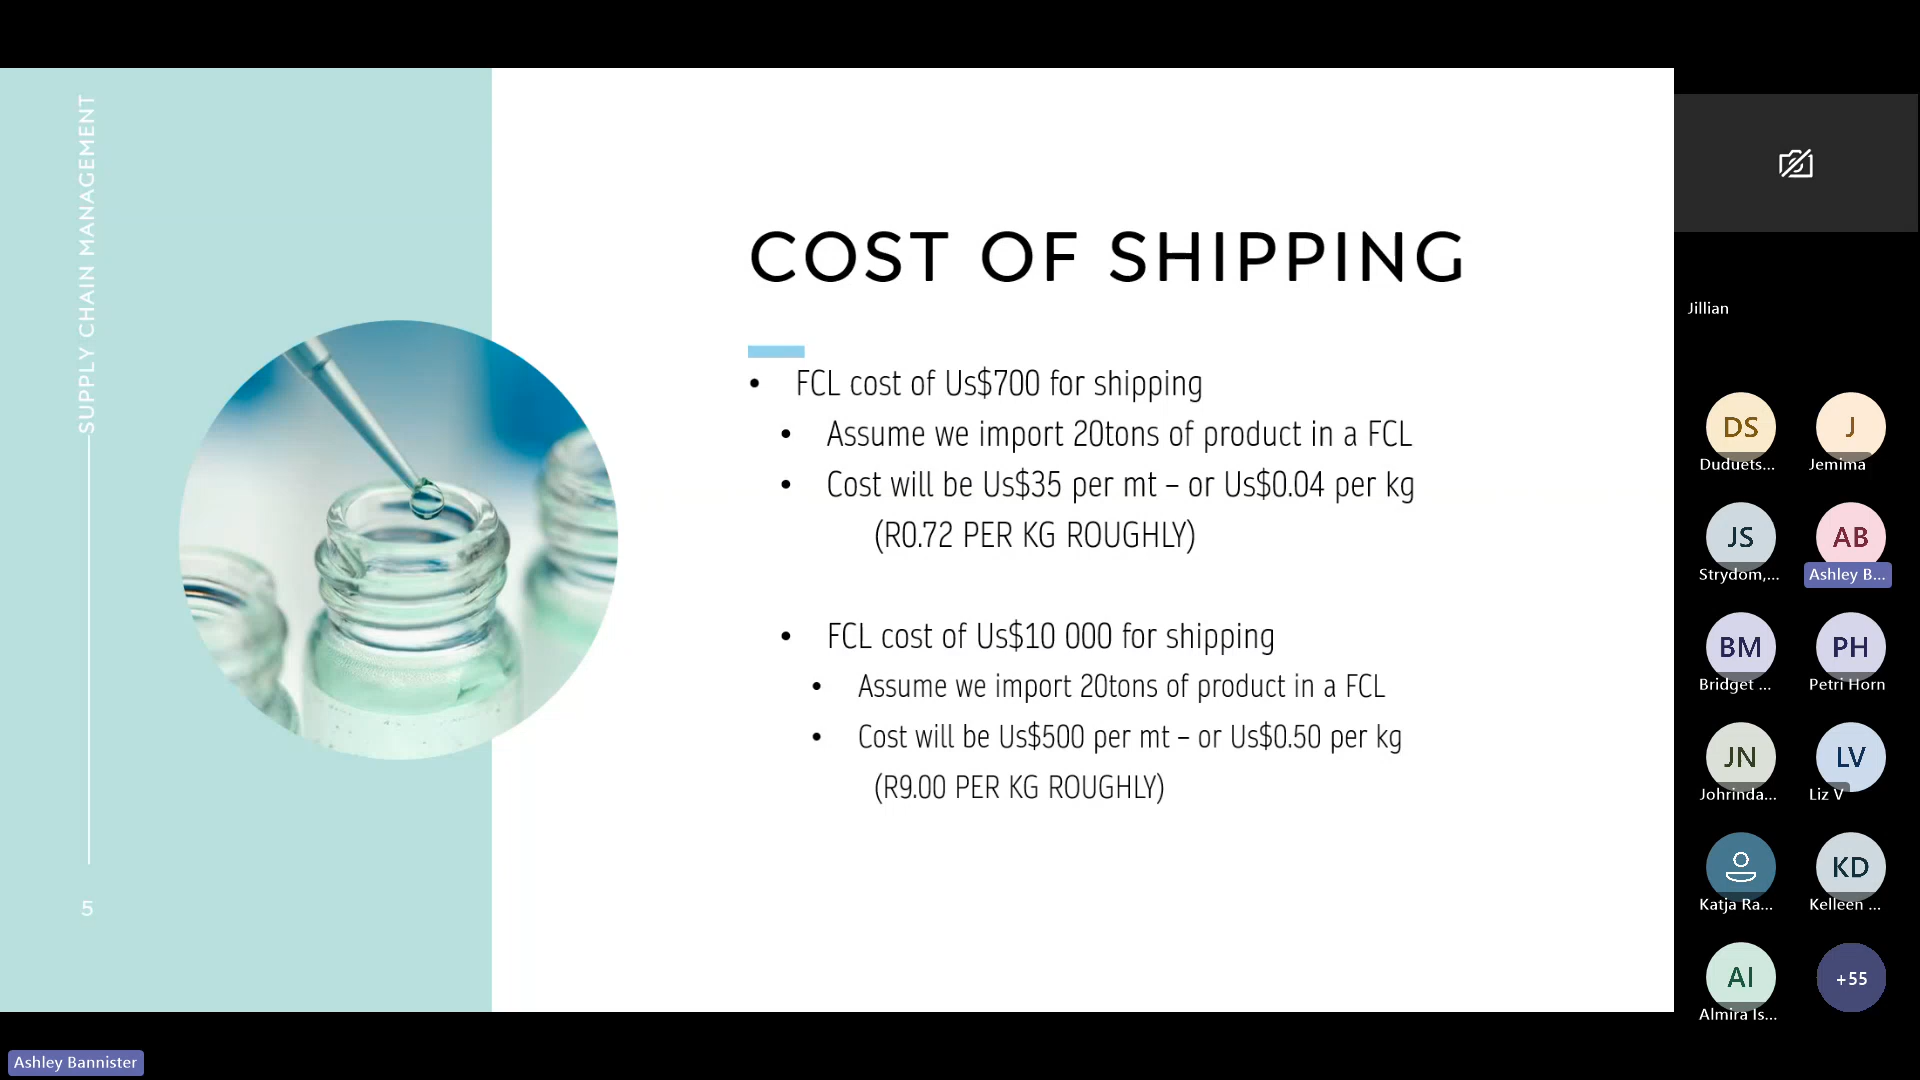 SUPPLY CHAIN MANAGEMENT
5
COST OF SHIPPING
• FCL cost of Us$700 for shipping
• Assume we import 20tons of product in a FCL
• Cost will be Us$35 per mt – or Us$0.04 per kg
(R0.72 PER KG ROUGHLY)
• FCL cost of Us$10 000 for shipping
• Assume we import 20tons of product in a FCL
• Cost will be Us$500 per mt – or Us$0.50 per kg
(R9.00 PER KG ROUGHLY)
Jillian
DS
Duduets...
J
Jemima
JS
Strydom,...
AB
Ashley B...
BM
Bridget ...
PH
Petri Horn
JN
Johrinda...
LV
Liz V
Katja Ra...
KD
Kelleen ...
AI
Almira Is...
+55
Ashley Bannister